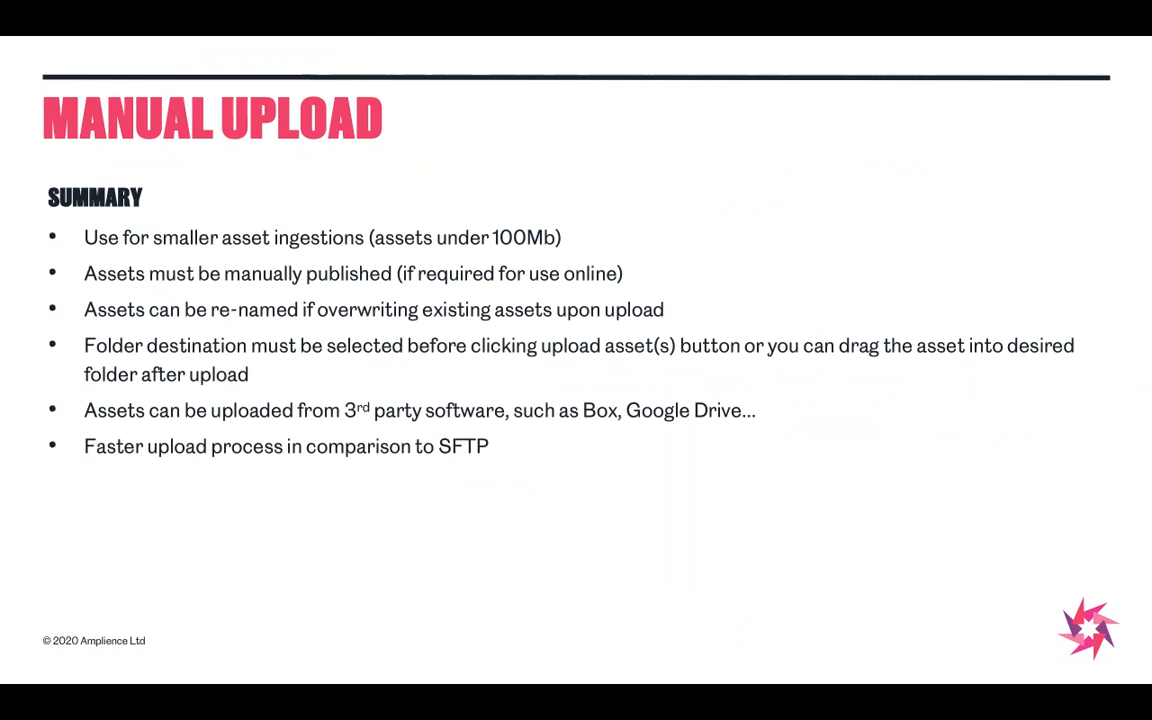 MANUAL UPLOAD
SUMMARY
• Use for smaller asset ingestions (assets under 100Mb)
• Assets must be manually published (if required for use online)
• Assets can be re-named if overwriting existing assets upon upload
• Folder destination must be selected before clicking upload asset(s) button or you can drag the asset into desired
folder after upload
• Assets can be uploaded from 3rd party software, such as Box, Google Drive...
• Faster upload process in comparison to SFTP
© 2020 Amplience Ltd